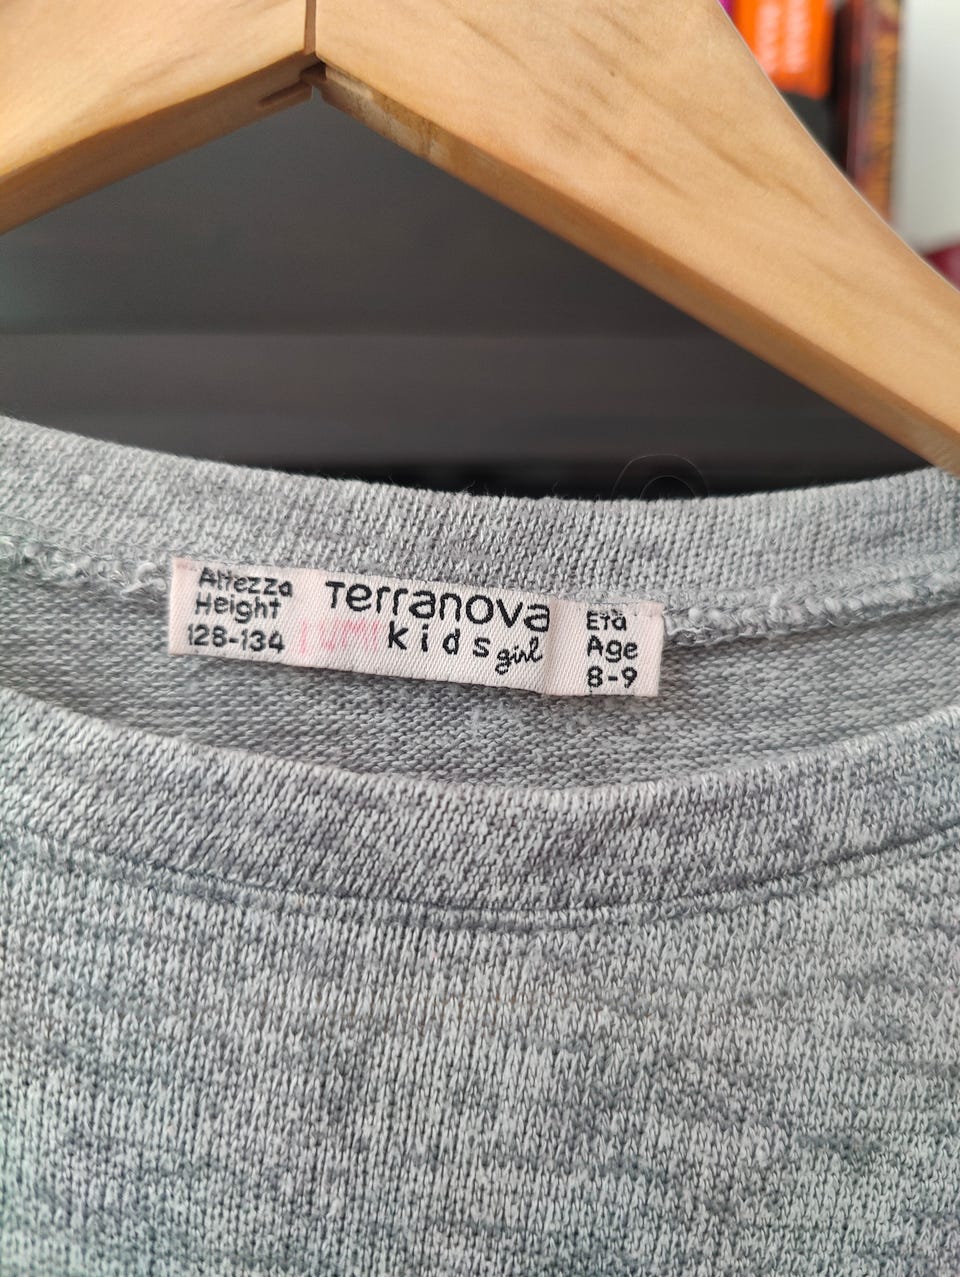 Altezza
Height
128-134
Terranova
kids girl
Età
Age
8-9